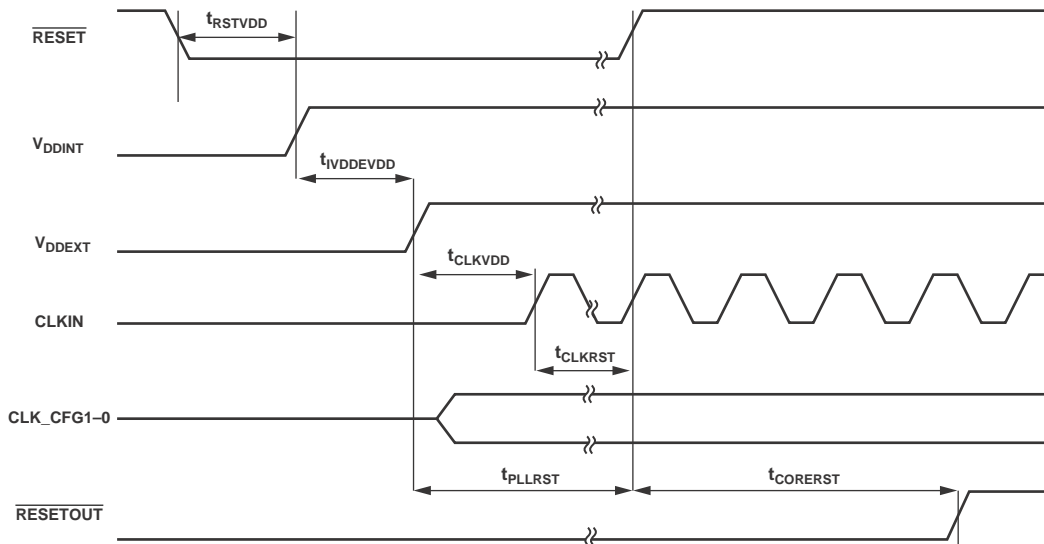 tRSTVDD
RESET
VDDINT
tIVDDEVDD
VDDEXT
tCLKVDD
CLKIN
tCLKRST
CLK_CFG1–0
tPLLRST
tCORERST
RESETOUT